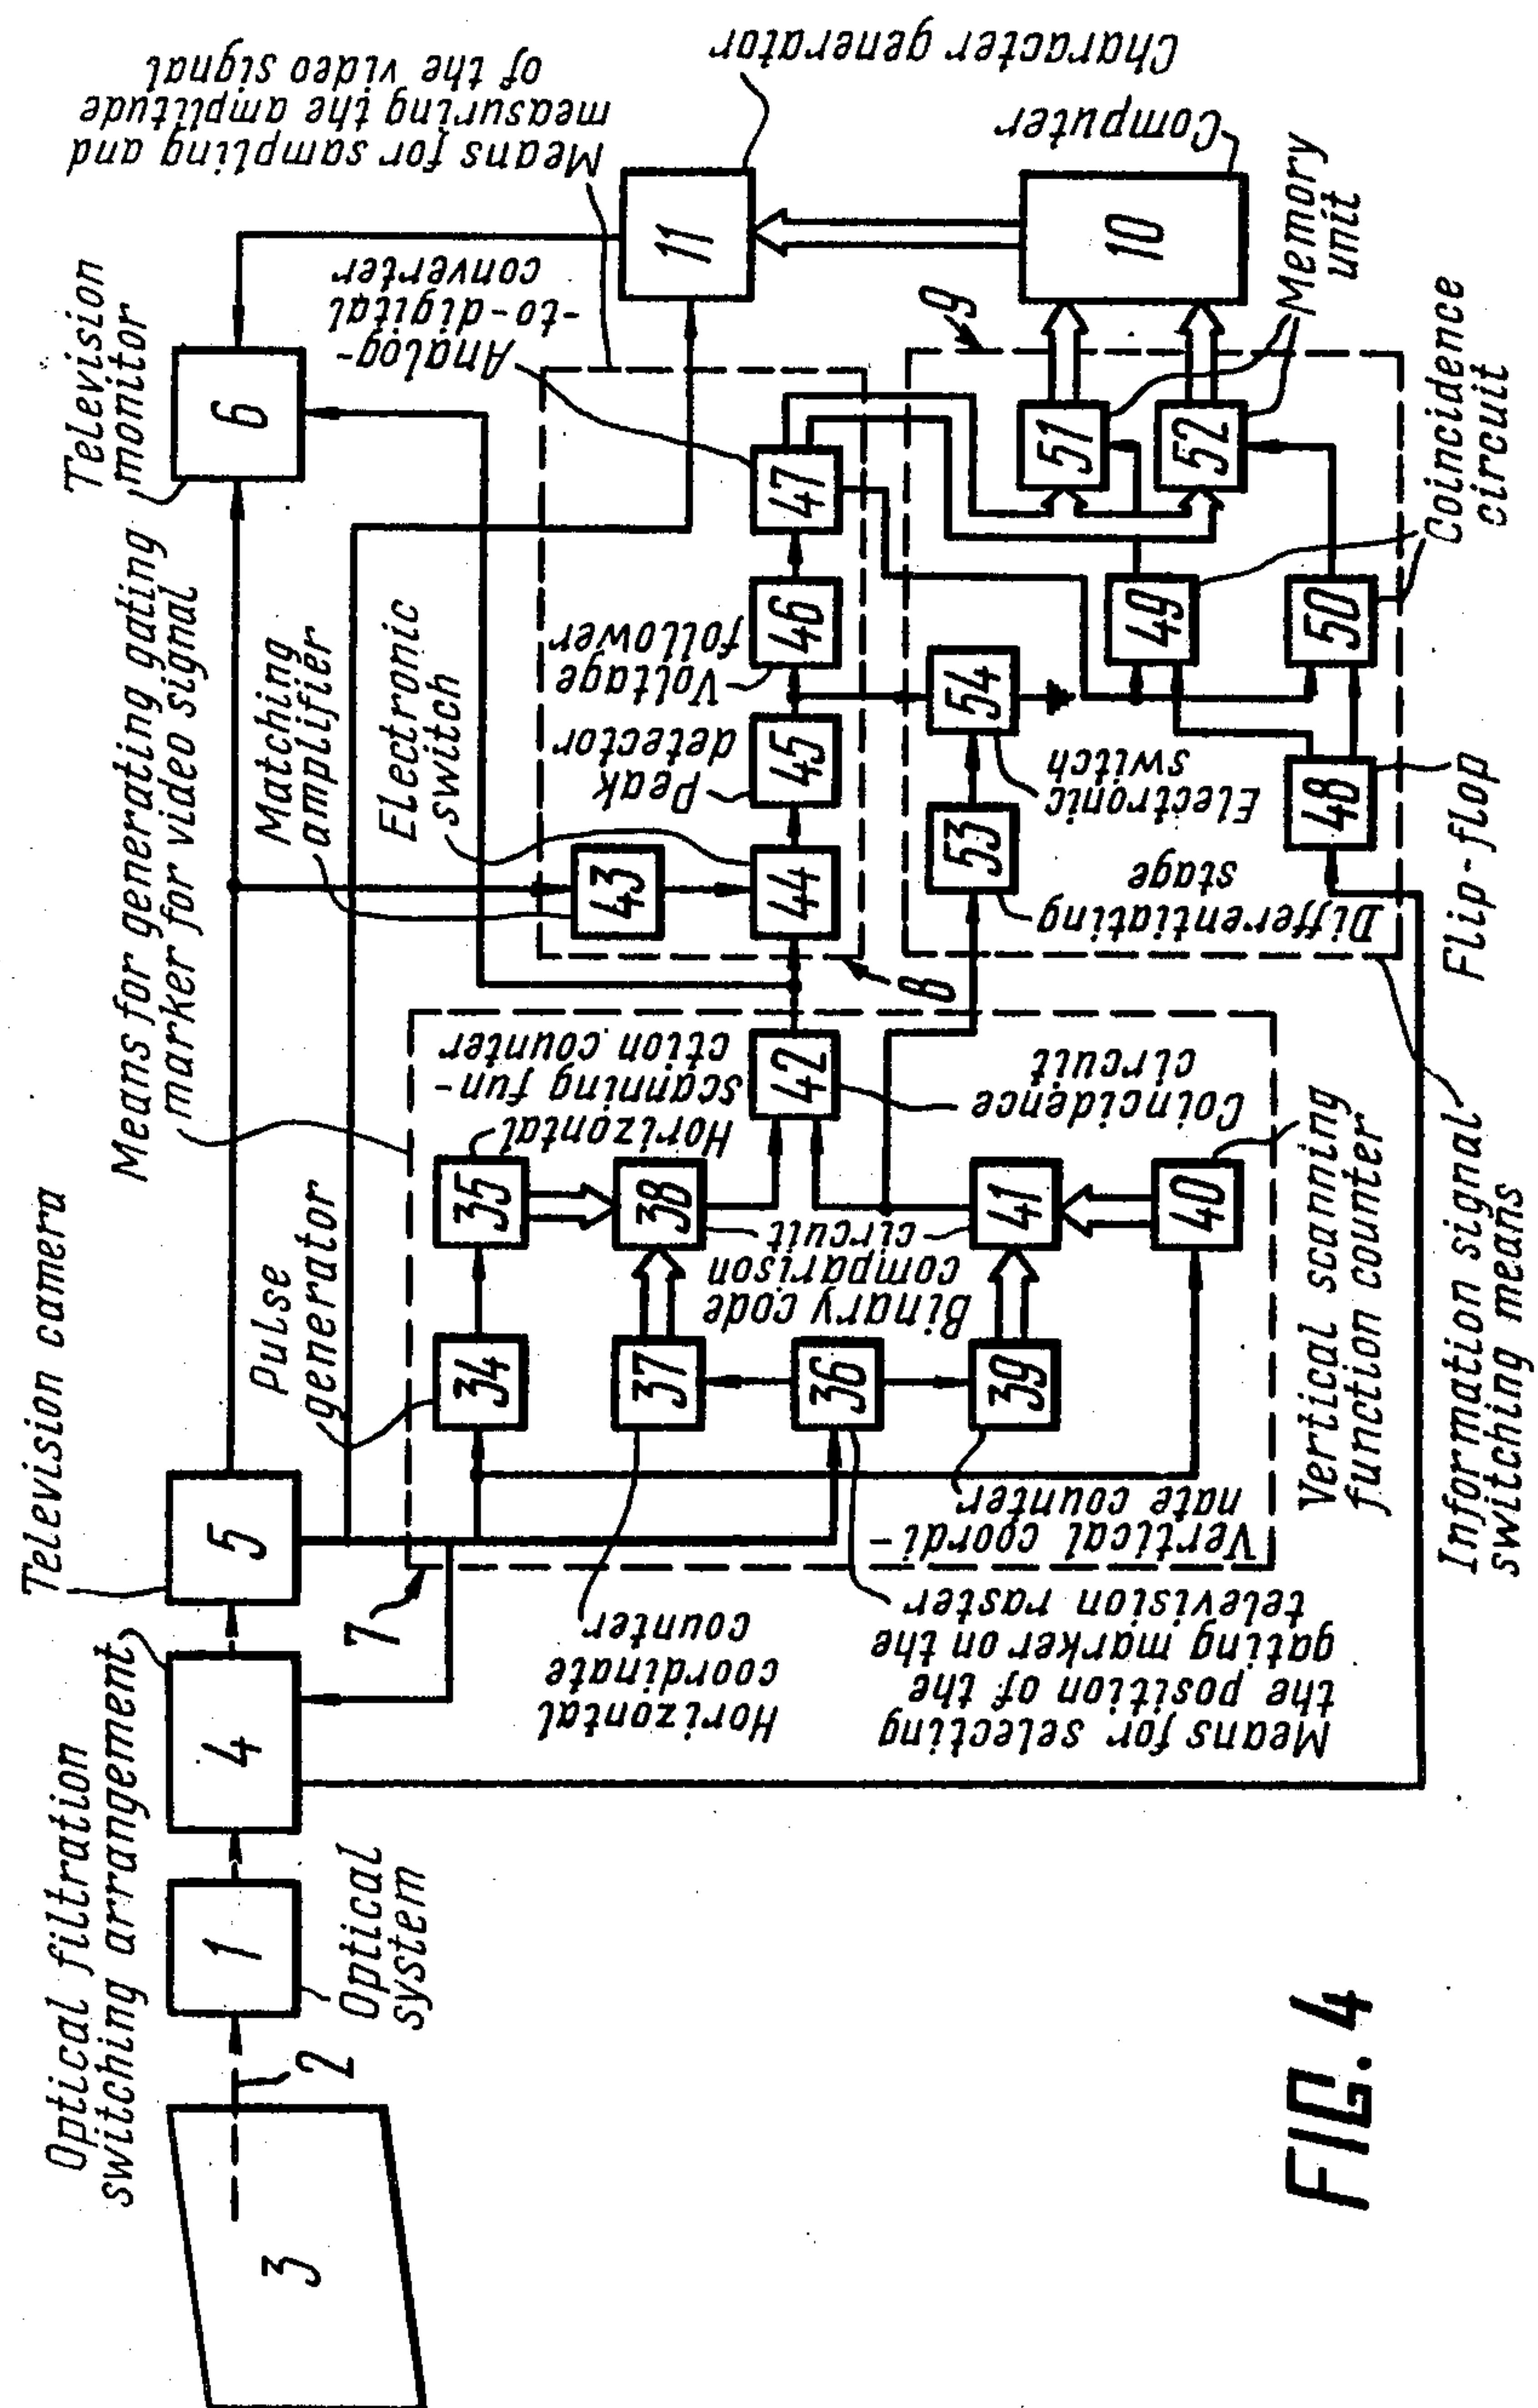 Optical filtration
switching arrangement
Television camera
Means for generating gating
marker for video signal
Television
monitor
Means for sampling and
measuring the amplitude
of the video signal
Pulse
generator
Matching
amplifier
Electronic
switch
Analog-
-to-digital
converter
Character generator
Computer
Memory
unit
3
2
1
4
5
6
11
10
Optical
system
7
34
35
37
38
36
39
41
40
42
Horizontal
scanning fun-
ction counter
Binary code
comparison
circuit
Coincidence
circuit
Horizontal
coordinate
counter
Means for selecting
the position of the
gating marker on the
television raster
Vertical coordi-
nate counter
Vertical scanning
function counter
8
43
44
45
46
47
Peak
detector
Voltage
follower
9
53
54
48
49
50
51
52
Differentiating
stage
Electronic
switch
Flip-flop
Coincidence
circuit
Information signal
switching means
FIG. 4